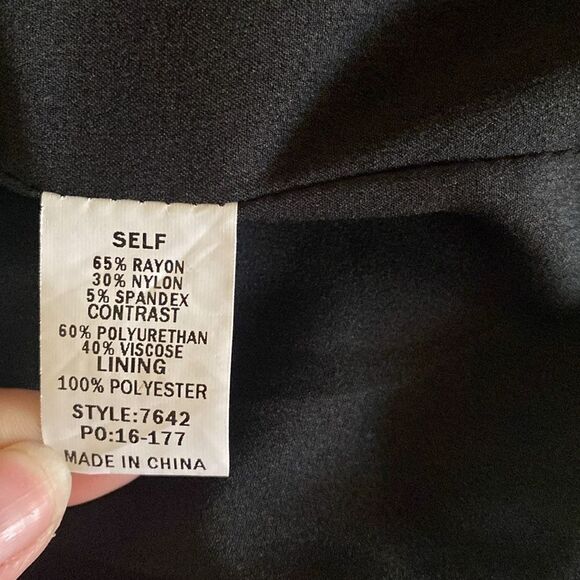 SELF
65% RAYON
30% NYLON
5% SPANDEX
CONTRAST
60% POLYURETHAN
40% VISCOSE
LINING
100% POLYESTER
STYLE:7642
PO:16-177
MADE IN CHINA